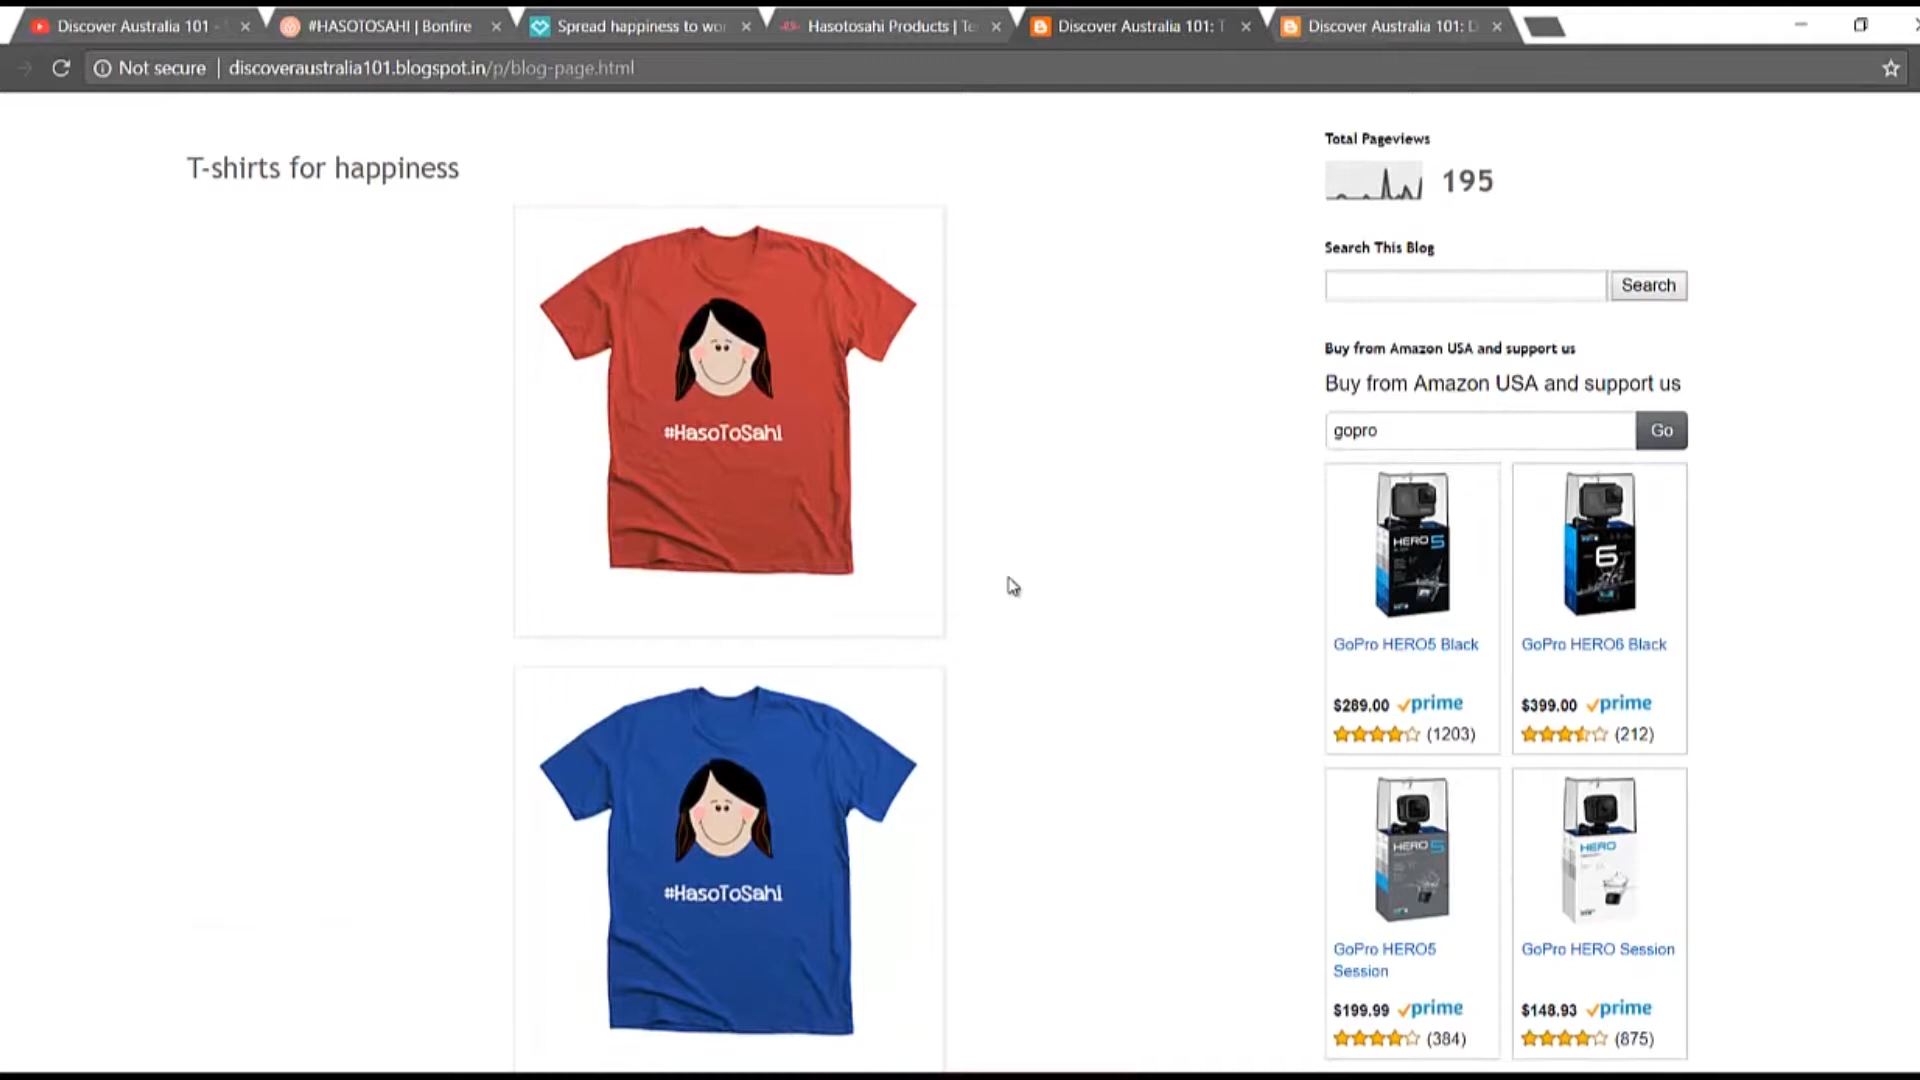 Discover Australia 101 -
#HASOTOSAHI | Bonfire
Spread happiness to wo
Hasotosahi Products | Te
Discover Australia 101: T
Discover Australia 101: D
Not secure | discoveraustralia101.blogspot.in/p/blog-page.html
T-shirts for happiness
#HasoToSahi
#HasoToSahi
Total Pageviews
195
Search This Blog
Search
Buy from Amazon USA and support us
Buy from Amazon USA and support us
gopro
Go
HERO5
6
GoPro HERO5 Black
GoPro HERO6 Black
$289.00 prime
$399.00 prime
(1203)
(212)
HERO5
HERO
GoPro HERO5
Session
GoPro HERO Session
$199.99 prime
$148.93 prime
(384)
(875)